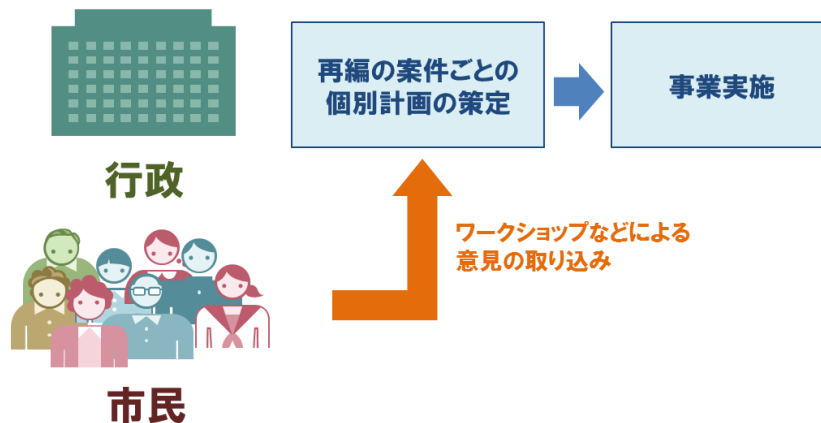 行政
再編の案件ごとの
個別計画の策定
事業実施
ワークショップなどによる
意見の取り込み
市民